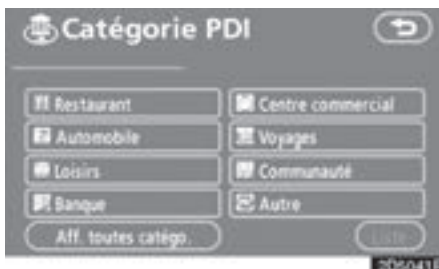 Catégorie PDI
Restaurant
Centre commercial
Automobile
Voyages
Loisirs
Communauté
Banque
Autre
Aff. toutes catégo.
Liste